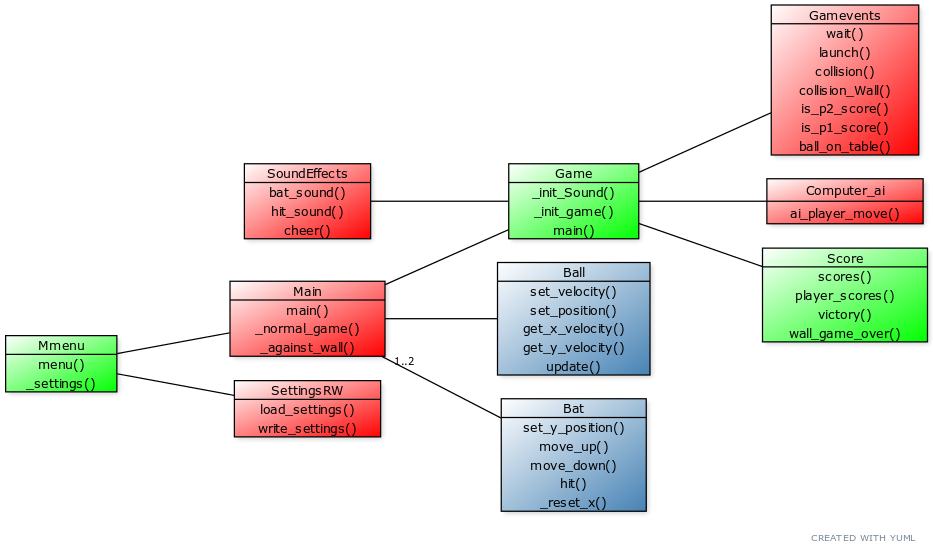 Gamevents
wait()
launch()
collision()
collision_Wall()
is_p2_score()
is_p1_score()
ball_on_table()
SoundEffects
bat_sound()
hit_sound()
cheer()
Game
_init_Sound()
_init_game()
main()
Computer_ai
ai_player_move()
Score
scores()
player_scores()
victory()
wall_game_over()
Main
main()
_normal_game()
_against_wall()
Ball
set_velocity()
set_position()
get_x_velocity()
get_y_velocity()
update()
Mmenu
menu()
_settings()
1..2
SettingsRW
load_settings()
write_settings()
Bat
set_y_position()
move_up()
move_down()
hit()
_reset_x()
CREATED WITH YUML